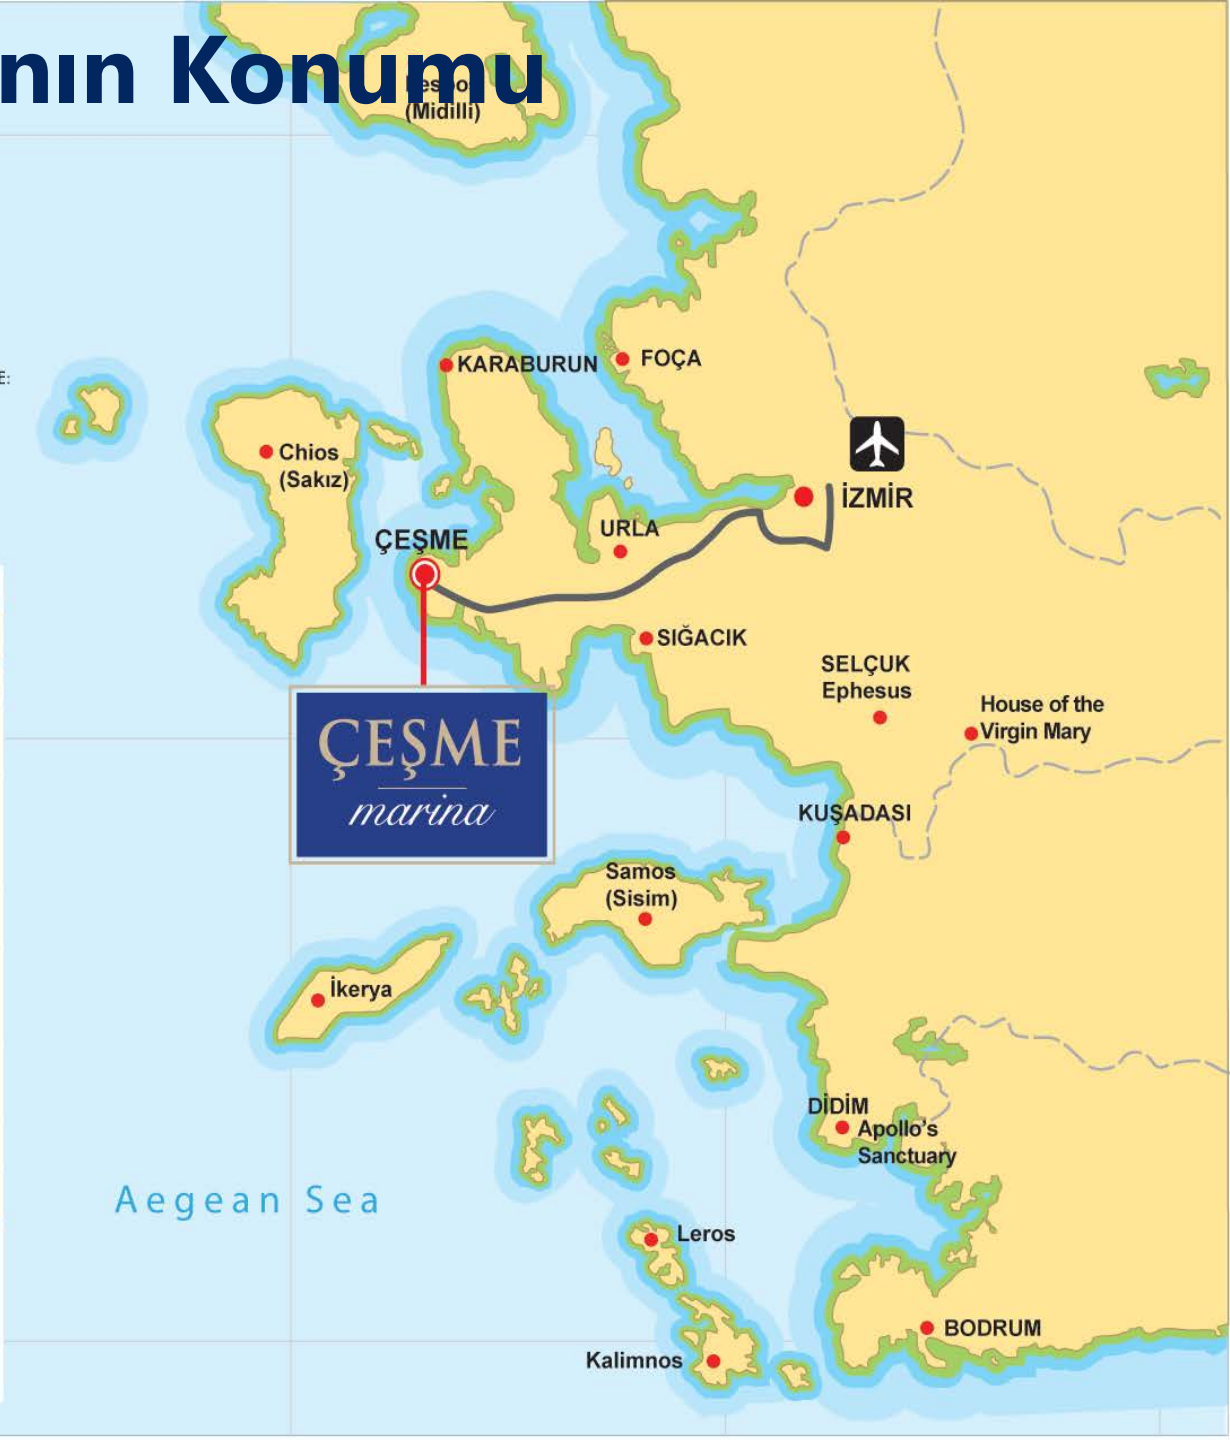 nın Konumu
(Midilli)
E:
KARABURUN
FOÇA
Chios
(Sakız)
İZMİR
URLA
ÇEŞME
SIĞACIK
SELÇUK
Ephesus
House of the
Virgin Mary
ÇEŞME
marina
KUŞADASI
Samos
(Sisim)
İkerya
DİDİM
Apollo's
Sanctuary
Aegean Sea
Leros
BODRUM
Kalimnos